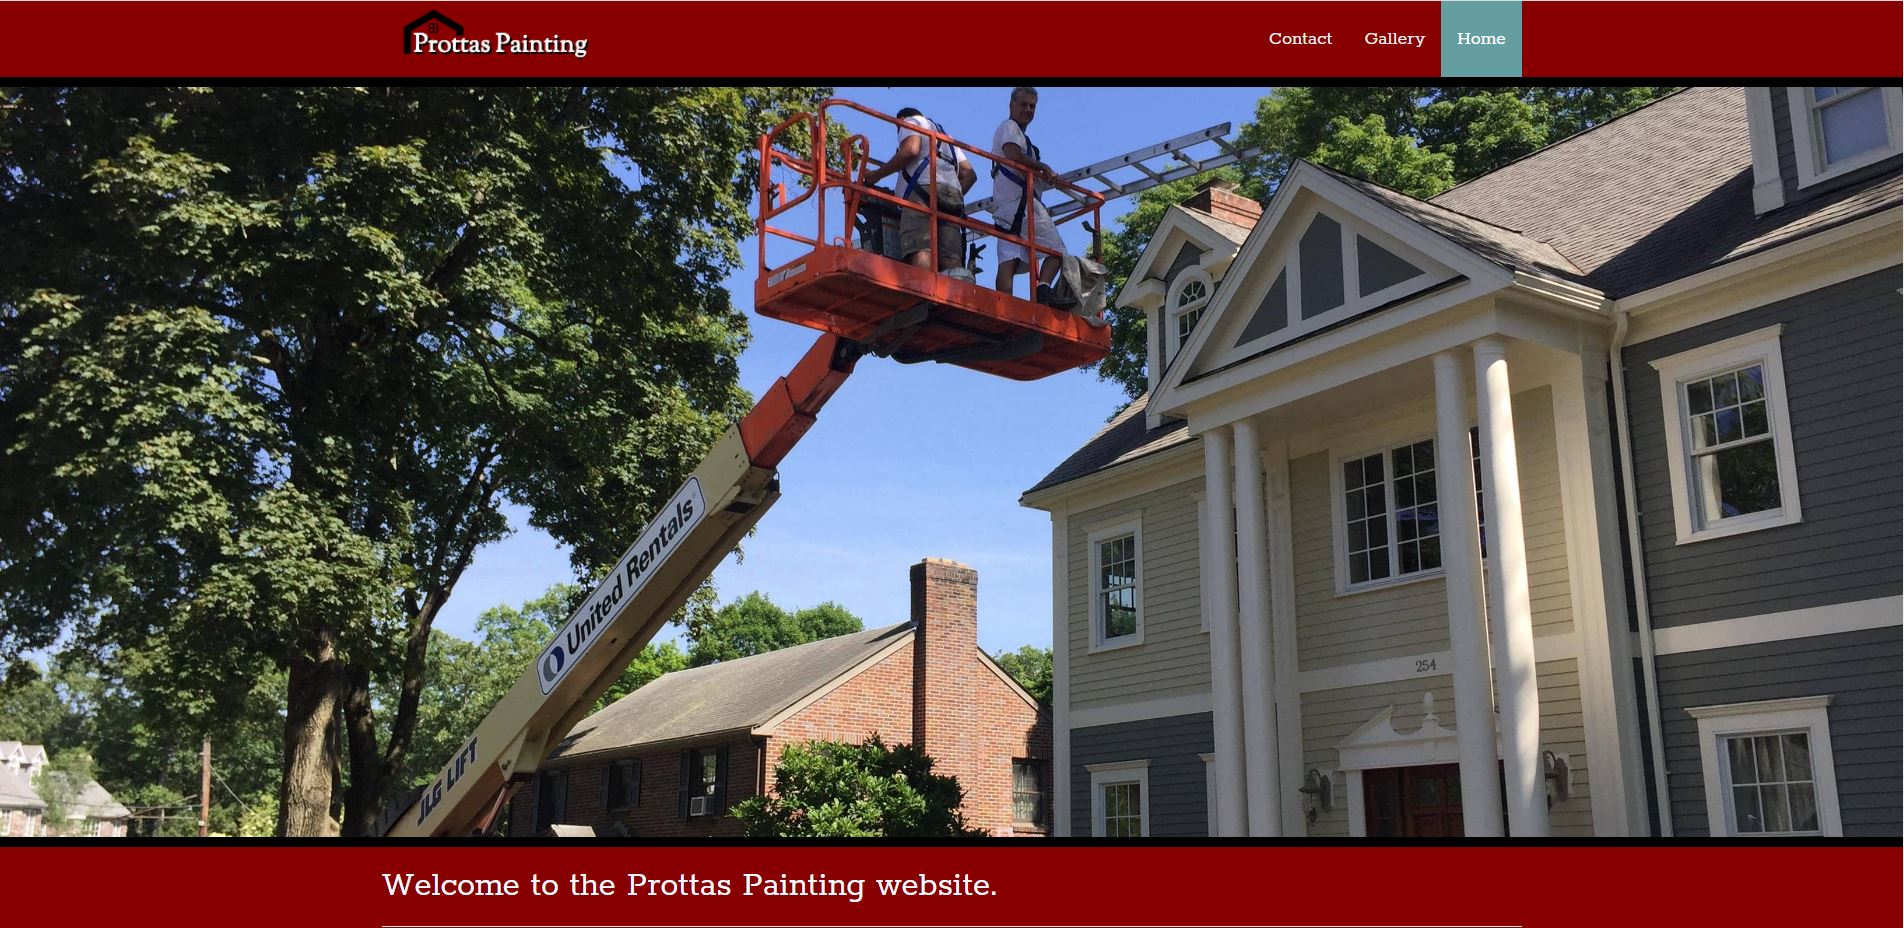 Prottas Painting
Contact
Gallery
Home
United Rentals
JLG LIFT
254
Welcome to the Prottas Painting website.